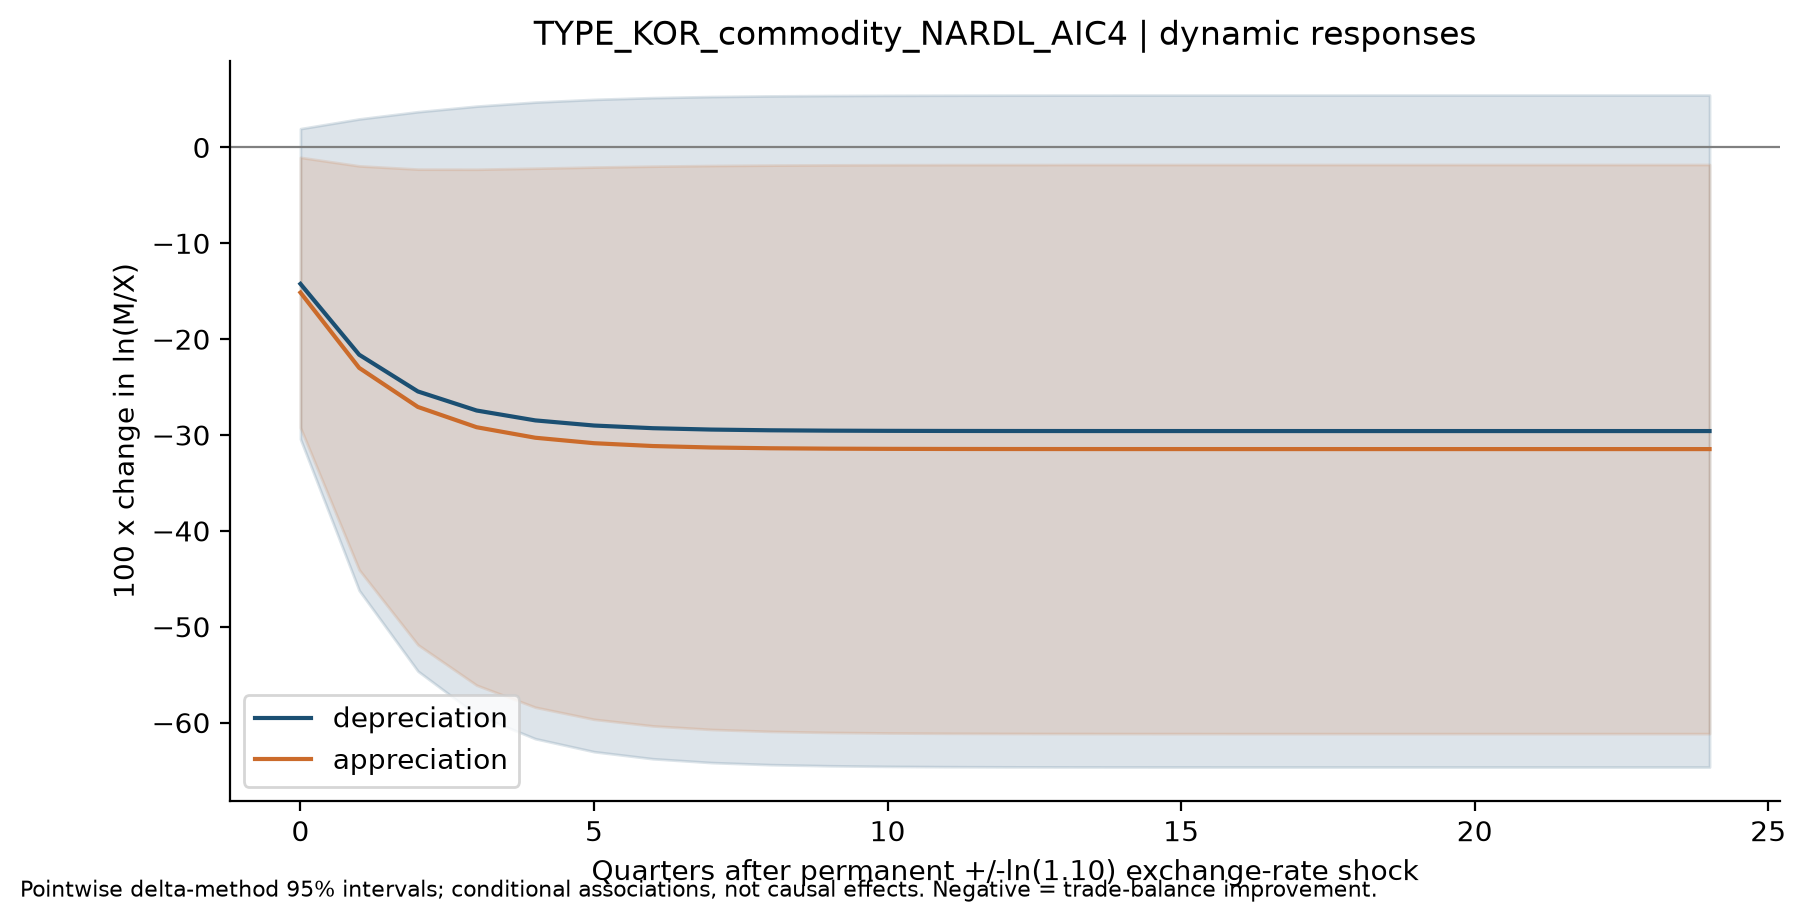 TYPE_KOR_commodity_NARDL_AIC4 | dynamic responses
100 x change in ln(M/X)
0
−10
−20
−30
−40
−50
−60
depreciation
appreciation
0 5 10 15 20 25
Quarters after permanent +/-ln(1.10) exchange-rate shock
Pointwise delta-method 95% intervals; conditional associations, not causal effects. Negative = trade-balance improvement.